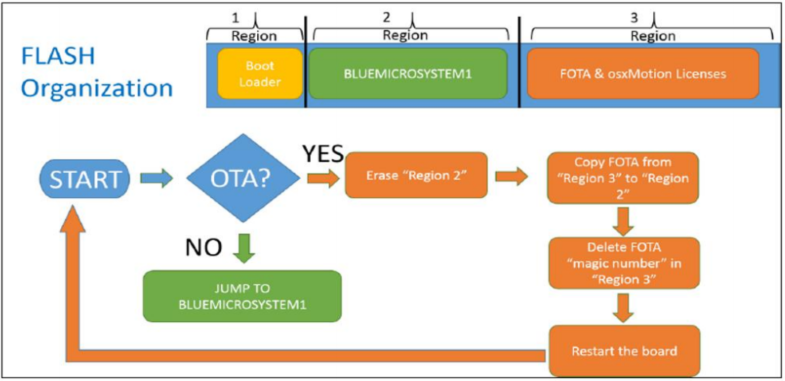 1 2 3
Region Region Region
FLASH
Organization
Boot
Loader
BLUEMICROSYSTEM1
FOTA & osxMotion Licenses
START
OTA?
YES
Erase “Region 2”
Copy FOTA from
“Region 3” to “Region
2”
NO
Delete FOTA
“magic number” in
“Region 3”
JUMP TO
BLUEMICROSYSTEM1
Restart the board